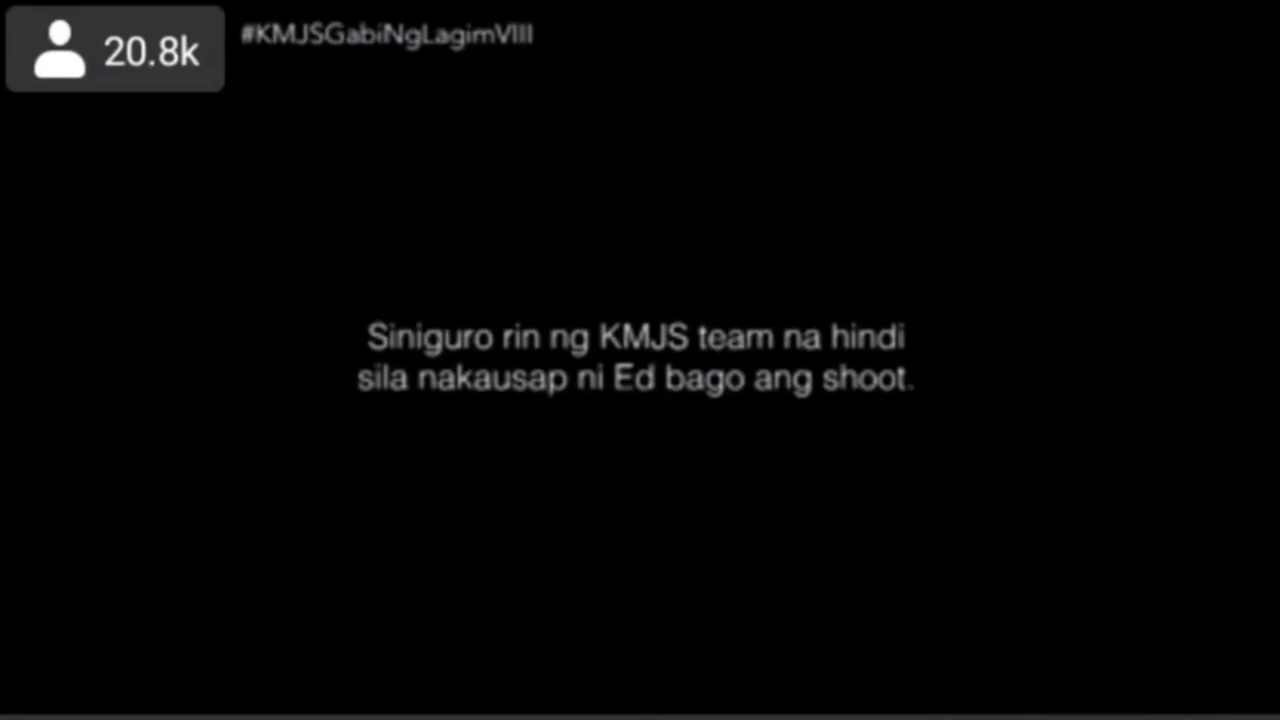 20.8k
#KMJSGabiNgLagimVIII
Siniguro rin ng KMJS team na hindi
sila nakausap ni Ed bago ang shoot.